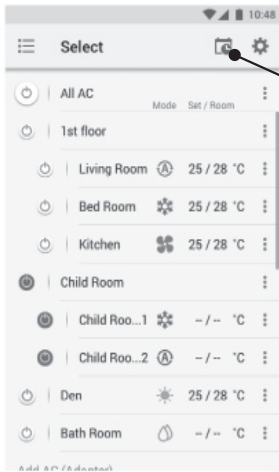 10:48
Select
All AC
Mode Set / Room
1st floor
Living Room A 25 / 28 °C
Bed Room 25 / 28 °C
Kitchen 25 / 28 °C
Child Room
Child Roo...1 -- / -- °C
Child Roo...2 A -- / -- °C
Den 25 / 28 °C
Bath Room -- / -- °C
Add AC (Adapter)